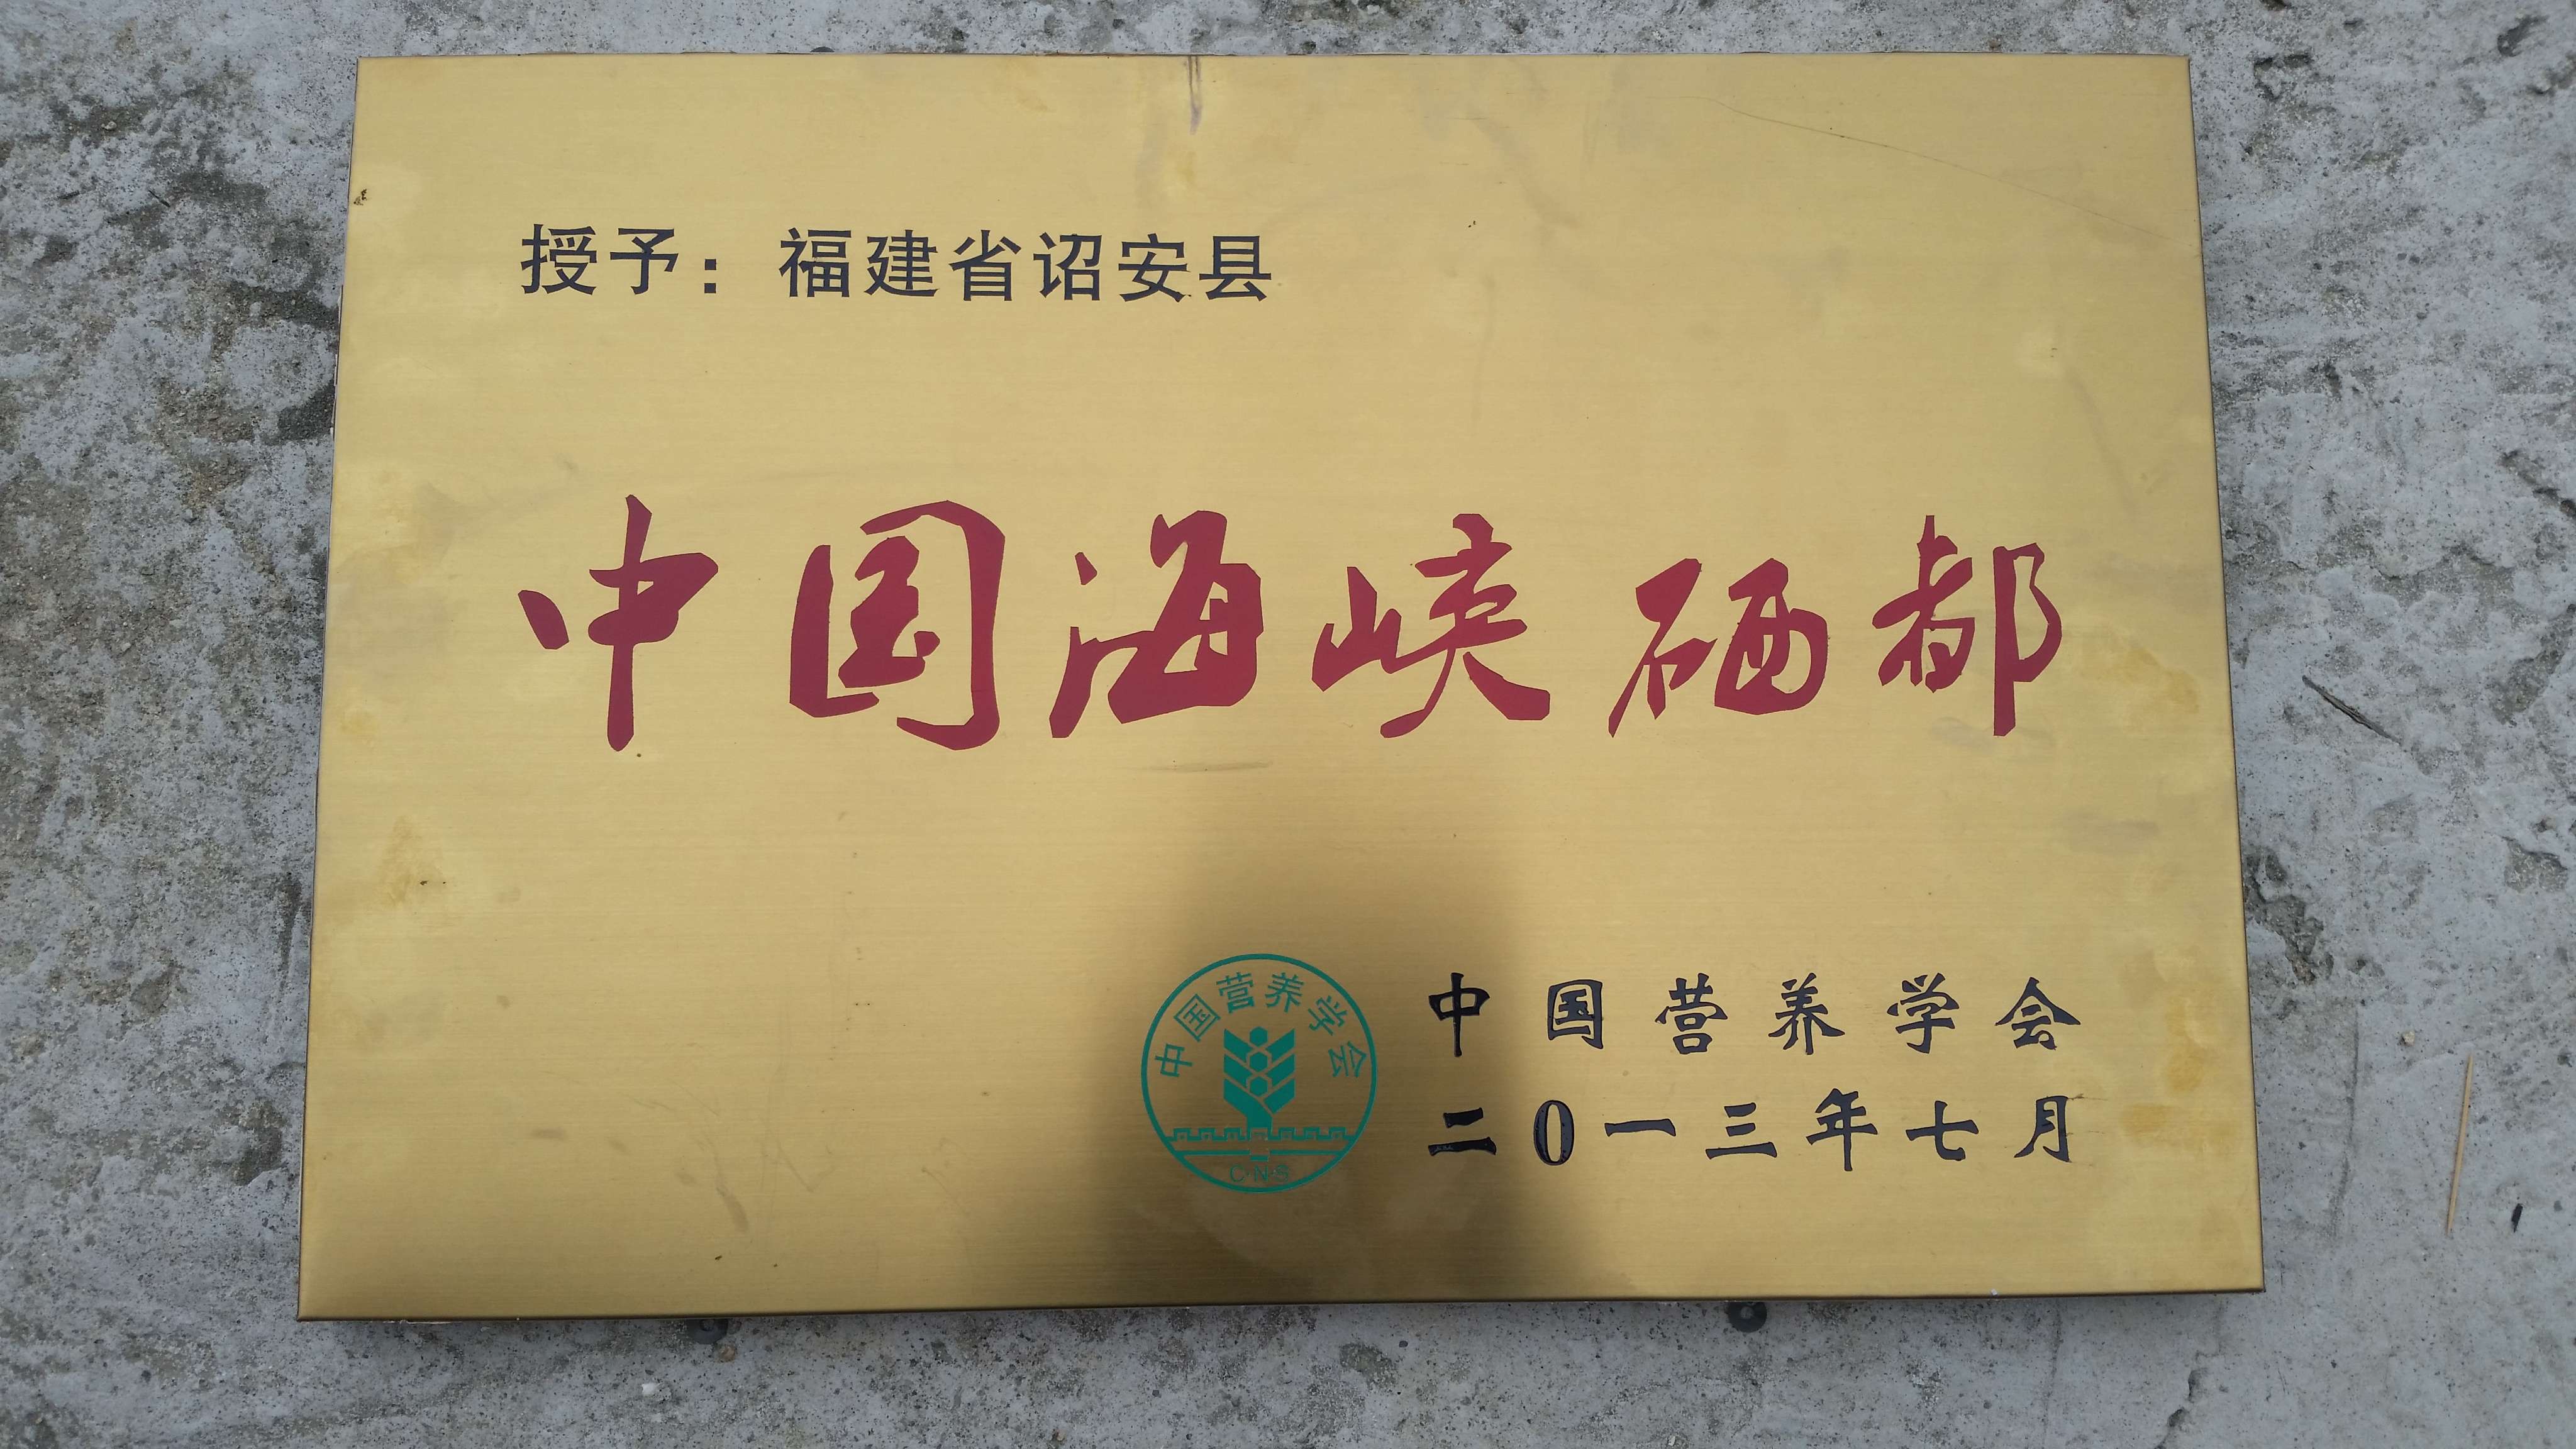 授予：福建省诏安县
中国海峡硒都
中国营养学会
C·N·S
中国营养学会
二0一三年七月